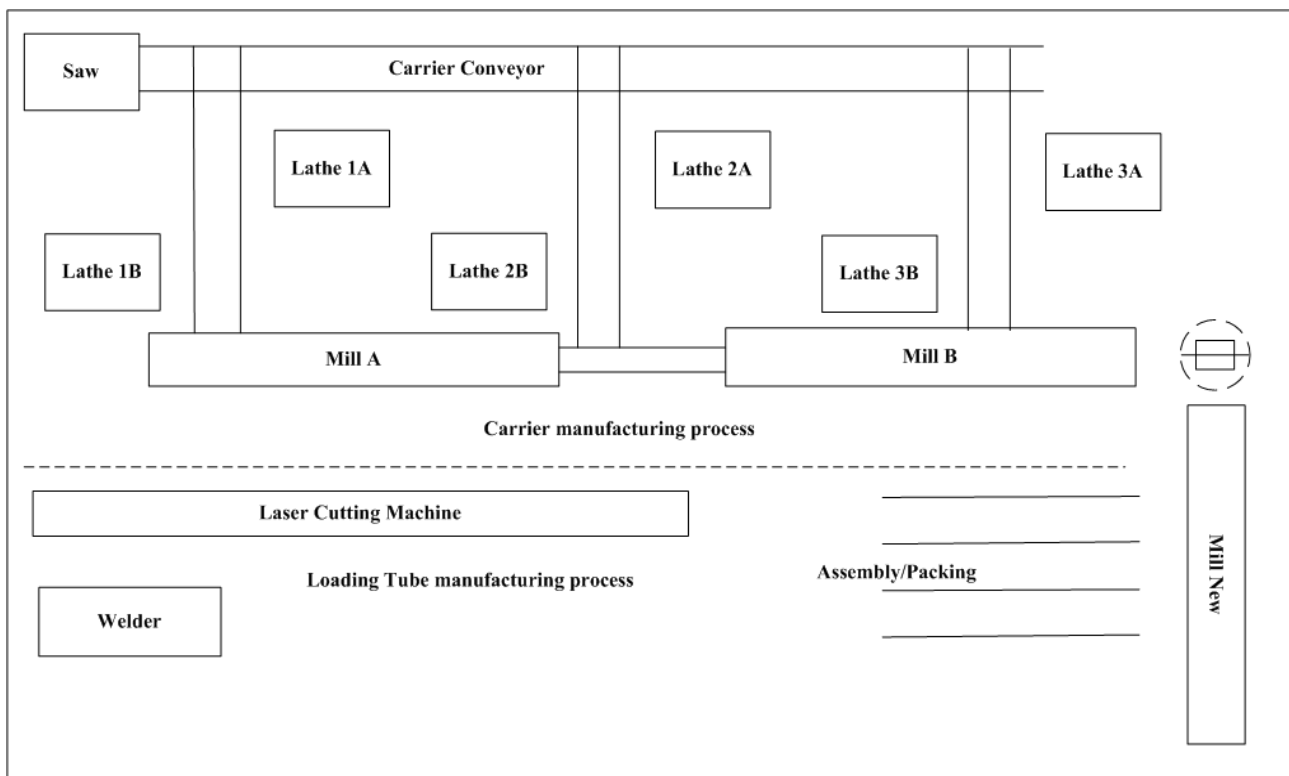 Saw
Carrier Conveyor
Lathe 1A
Lathe 2A
Lathe 3A
Lathe 1B
Lathe 2B
Lathe 3B
Mill A
Mill B
Carrier manufacturing process
Laser Cutting Machine
Mill New
Loading Tube manufacturing process
Assembly/Packing
Welder